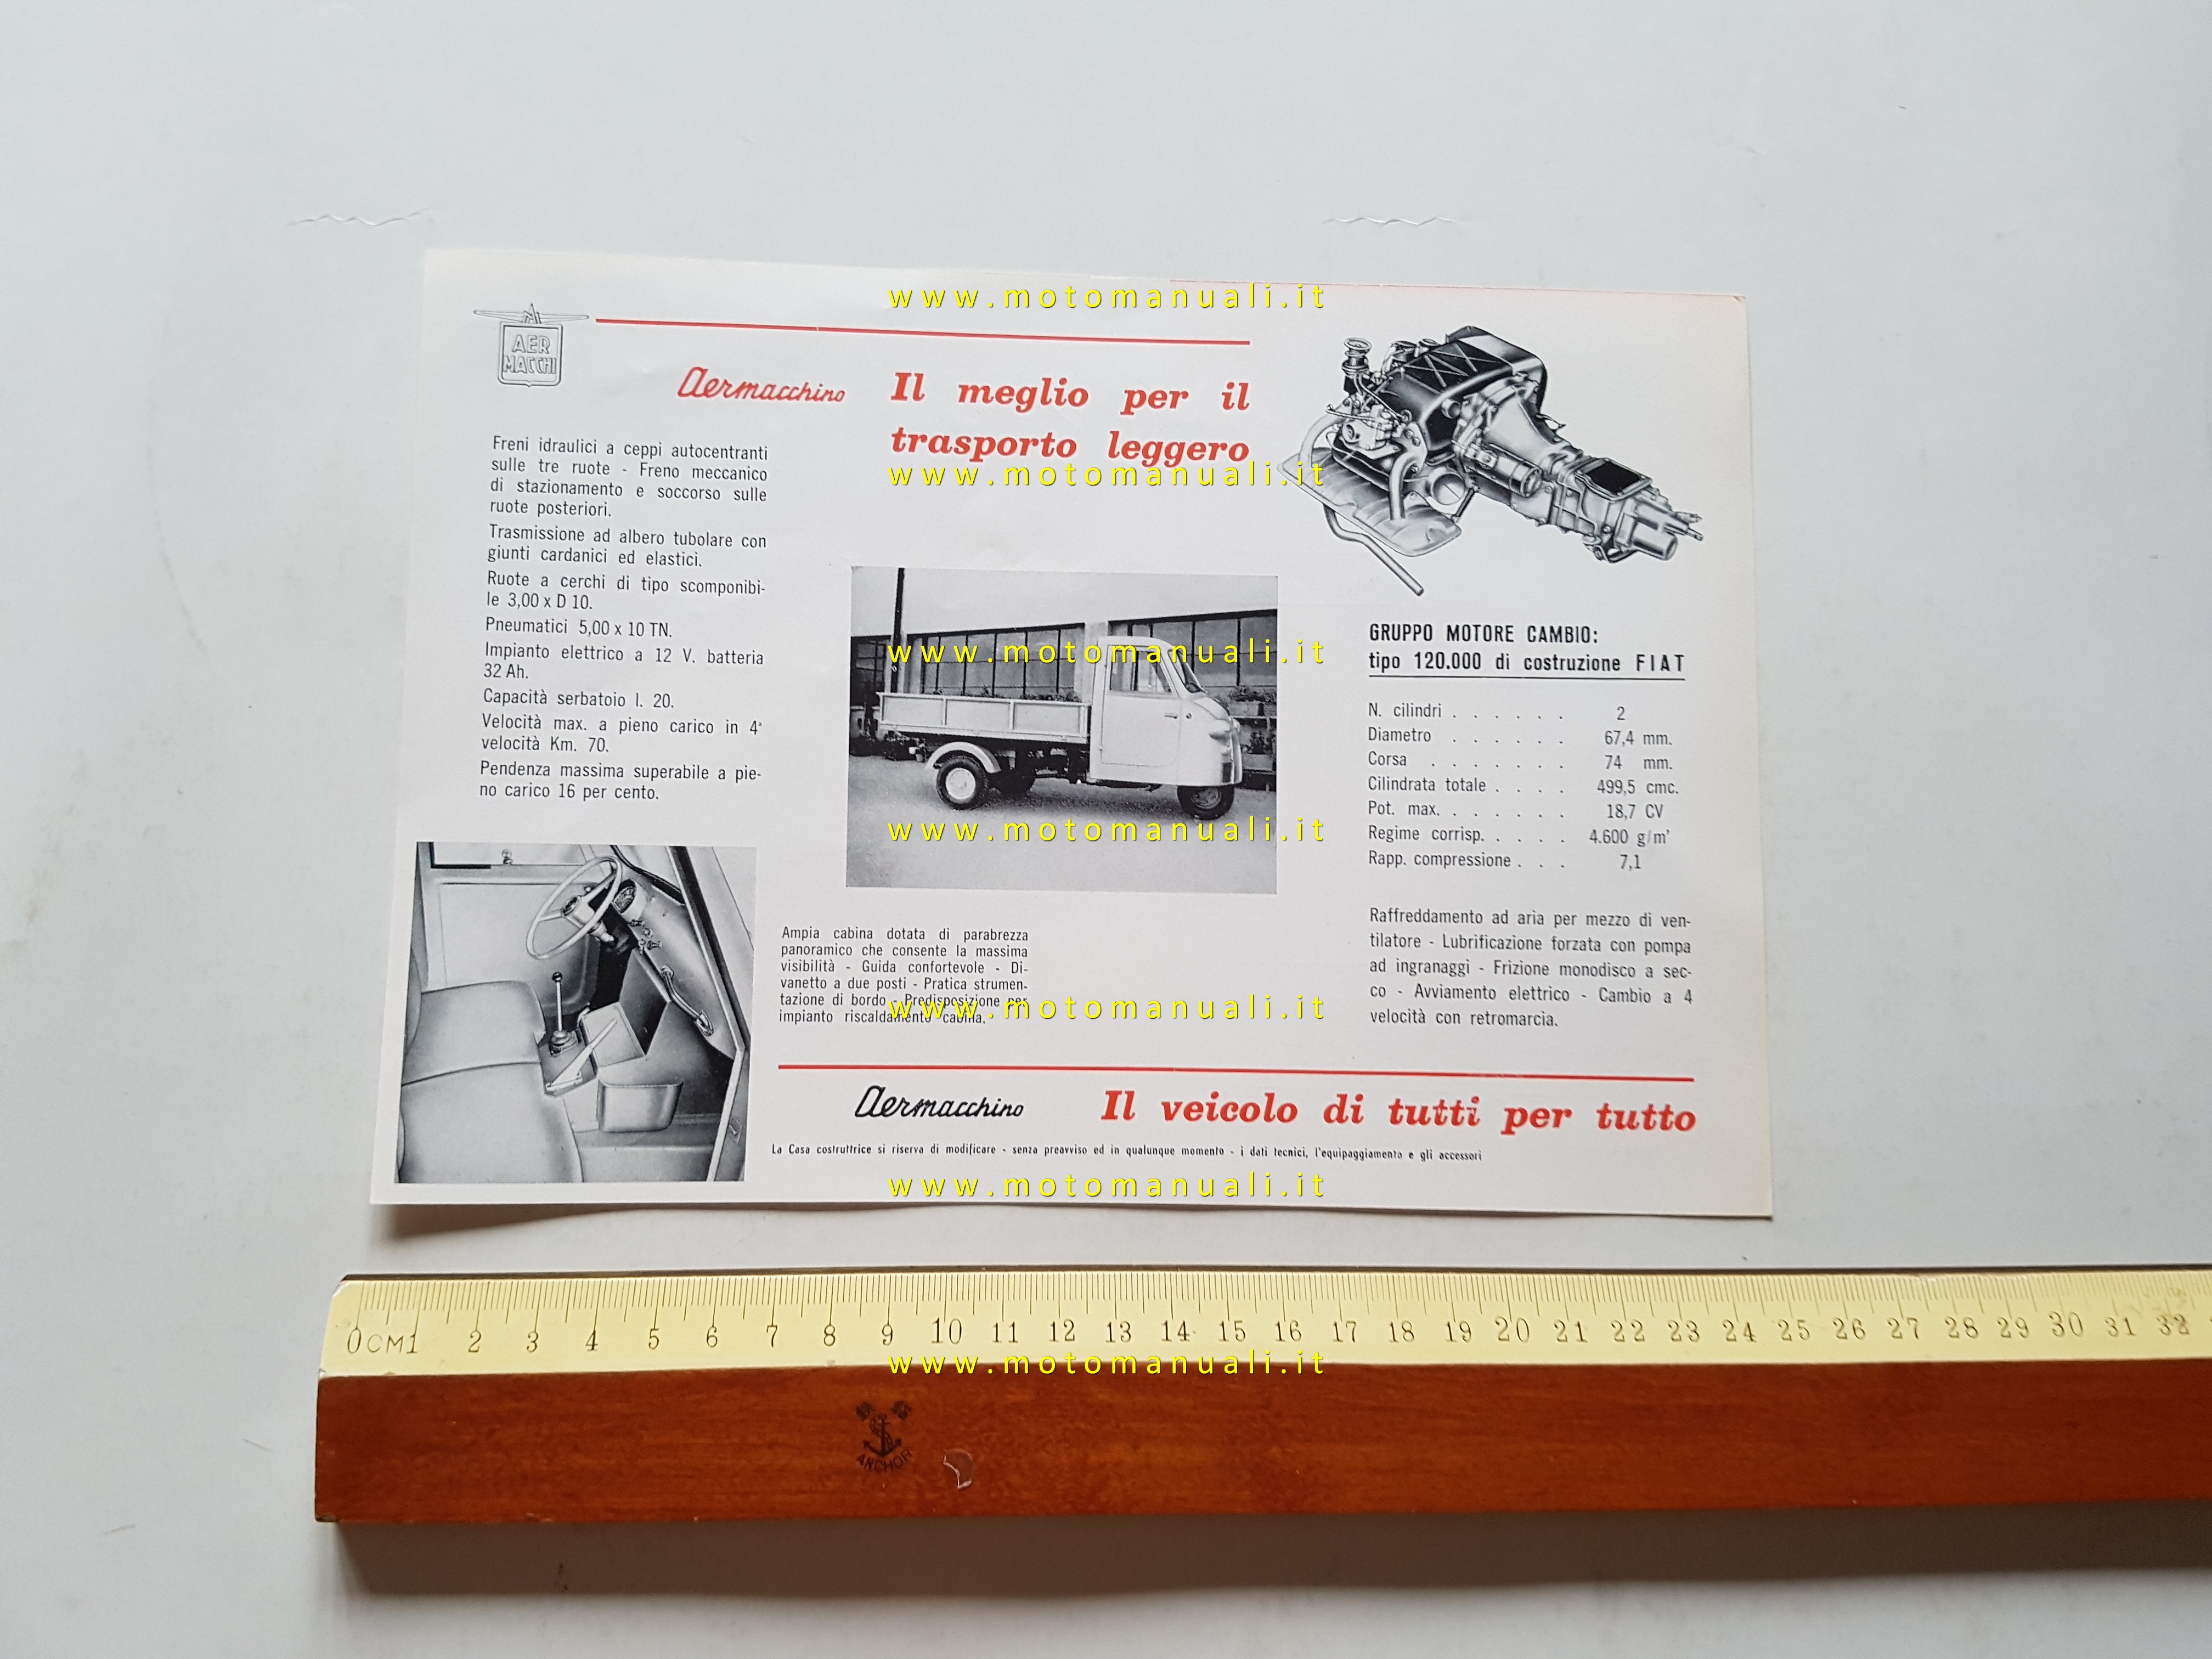 www.motomanuali.it
AER
MACCHI
Aermacchino
Il meglio per il
trasporto leggero
www.motomanuali.it
Freni idraulici a ceppi autocentranti
sulle tre ruote - Freno meccanico
di stazionamento e soccorso sulle
ruote posteriori.
Trasmissione ad albero tubolare con
giunti cardanici ed elastici.
Ruote a cerchi di tipo scomponibi-
le 3,00 x D 10.
Pneumatici 5,00 x 10 TN.
Impianto elettrico a 12 V. batteria
32 Ah.
Capacità serbatoio l. 20.
Velocità max. a pieno carico in 4ª
velocità Km. 70.
Pendenza massima superabile a pie-
no carico 16 per cento.
www.motomanuali.it
www.motomanuali.it
GRUPPO MOTORE CAMBIO:
tipo 120.000 di costruzione FIAT
N. cilindri . . . . . . 2
Diametro . . . . . . 67,4 mm.
Corsa . . . . . . . 74 mm.
Cilindrata totale . . . . 499,5 cmc.
Pot. max. . . . . . . 18,7 CV
Regime corrisp. . . . . 4.600 g/m'
Rapp. compressione . . . 7,1
Ampia cabina dotata di parabrezza
panoramico che consente la massima
visibilità - Guida confortevole - Di-
vanetto a due posti - Pratica strumen-
tazione di bordo - Predisposizione per
impianto riscaldamento cabina.
www.motomanuali.it
Raffreddamento ad aria per mezzo di ven-
tilatore - Lubrificazione forzata con pompa
ad ingranaggi - Frizione monodisco a sec-
co - Avviamento elettrico - Cambio a 4
velocità con retromarcia.
Aermacchino
Il veicolo di tutti per tutto
La Casa costruttrice si riserva di modificare - senza preavviso ed in qualunque momento - i dati tecnici, l'equipaggiamento e gli accessori
www.motomanuali.it
0CM1 2 3 4 5 6 7 8 9 10 11 12 13 14 15 16 17 18 19 20 21 22 23 24 25 26 27 28 29 30 31 32
www.motomanuali.it
ANCHOR